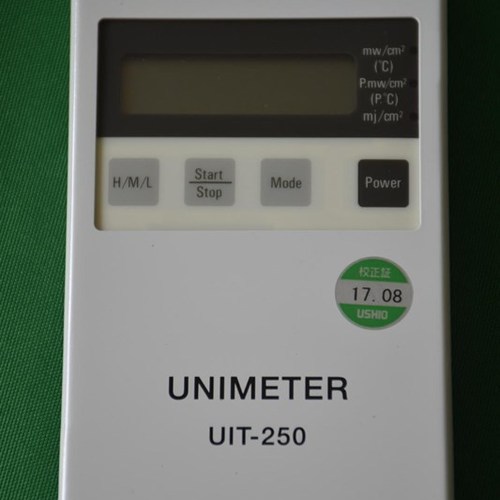 mw/cm²
(℃)
P.mw/cm²
(P.℃)
mj/cm²
H/M/L
Start
Stop
Mode
Power
校正証
17.08
USHIO
UNIMETER
UIT-250